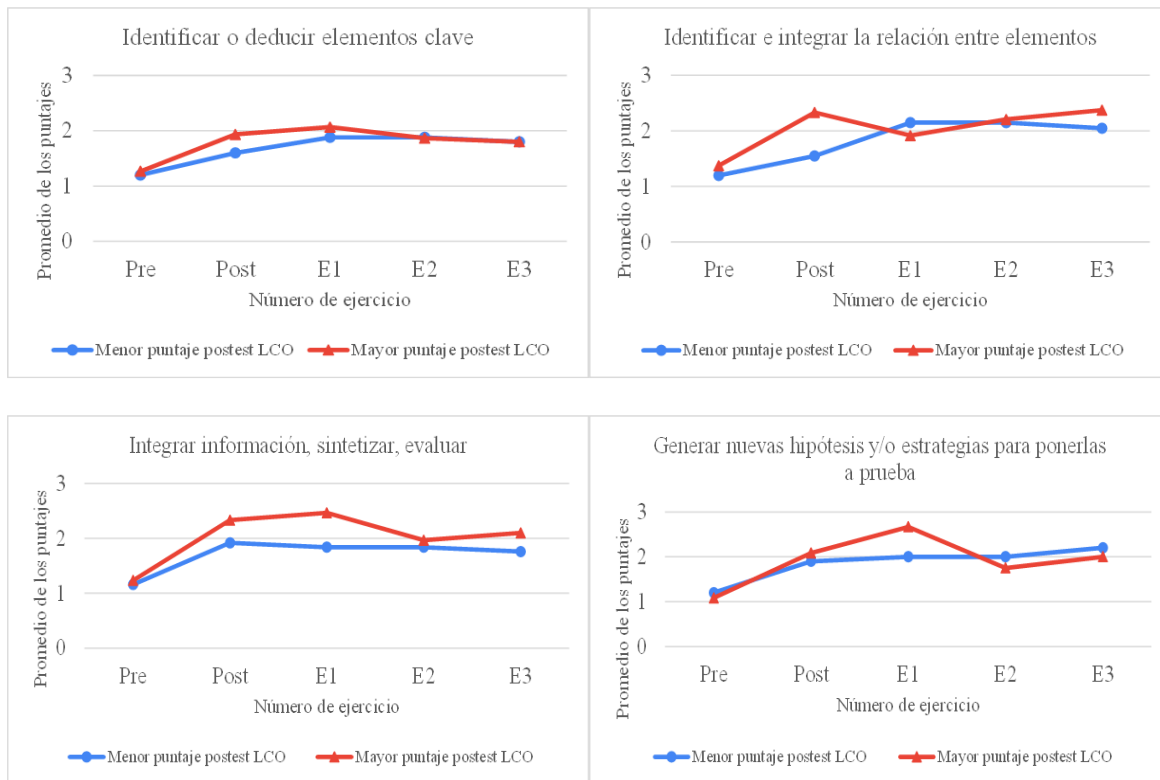 Identificar o deducir elementos clave
Promedio de los puntajes
3
2
1
0
Pre Post E1 E2 E3
Número de ejercicio
Menor puntaje postest LCO Mayor puntaje postest LCO
Identificar e integrar la relación entre elementos
Promedio de los puntajes
3
2
1
0
Pre Post E1 E2 E3
Número de ejercicio
Menor puntaje postest LCO Mayor puntaje postest LCO
Integrar información, sintetizar, evaluar
Promedio de los puntajes
3
2
1
0
Pre Post E1 E2 E3
Número de ejercicio
Menor puntaje postest LCO Mayor puntaje postest LCO
Generar nuevas hipótesis y/o estrategias para ponerlas
a prueba
Promedio de los puntajes
3
2
1
0
Pre Post E1 E2 E3
Número de ejercicio
Menor puntaje postest LCO Mayor puntaje postest LCO